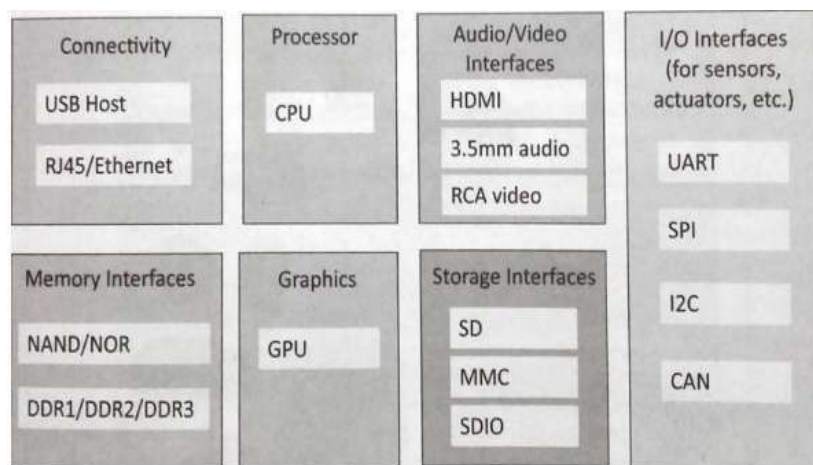 Connectivity
USB Host
RJ45/Ethernet
Processor
CPU
Audio/Video
Interfaces
HDMI
3.5mm audio
RCA video
I/O Interfaces
(for sensors,
actuators, etc.)
UART
SPI
I2C
CAN
Memory Interfaces
NAND/NOR
DDR1/DDR2/DDR3
Graphics
GPU
Storage Interfaces
SD
MMC
SDIO